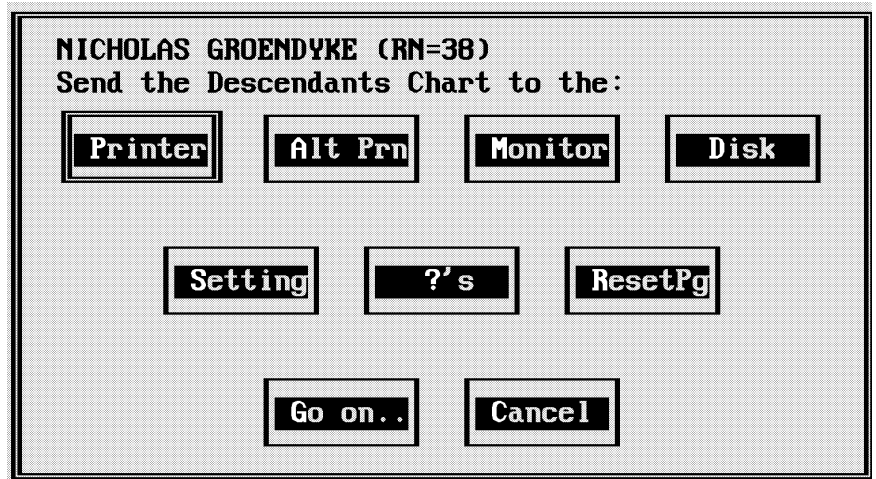 NICHOLAS GROENDYKE (RN=38)
Send the Descendants Chart to the:
Printer Alt Prn Monitor Disk
Setting ?'s ResetPg
Go on.. Cancel